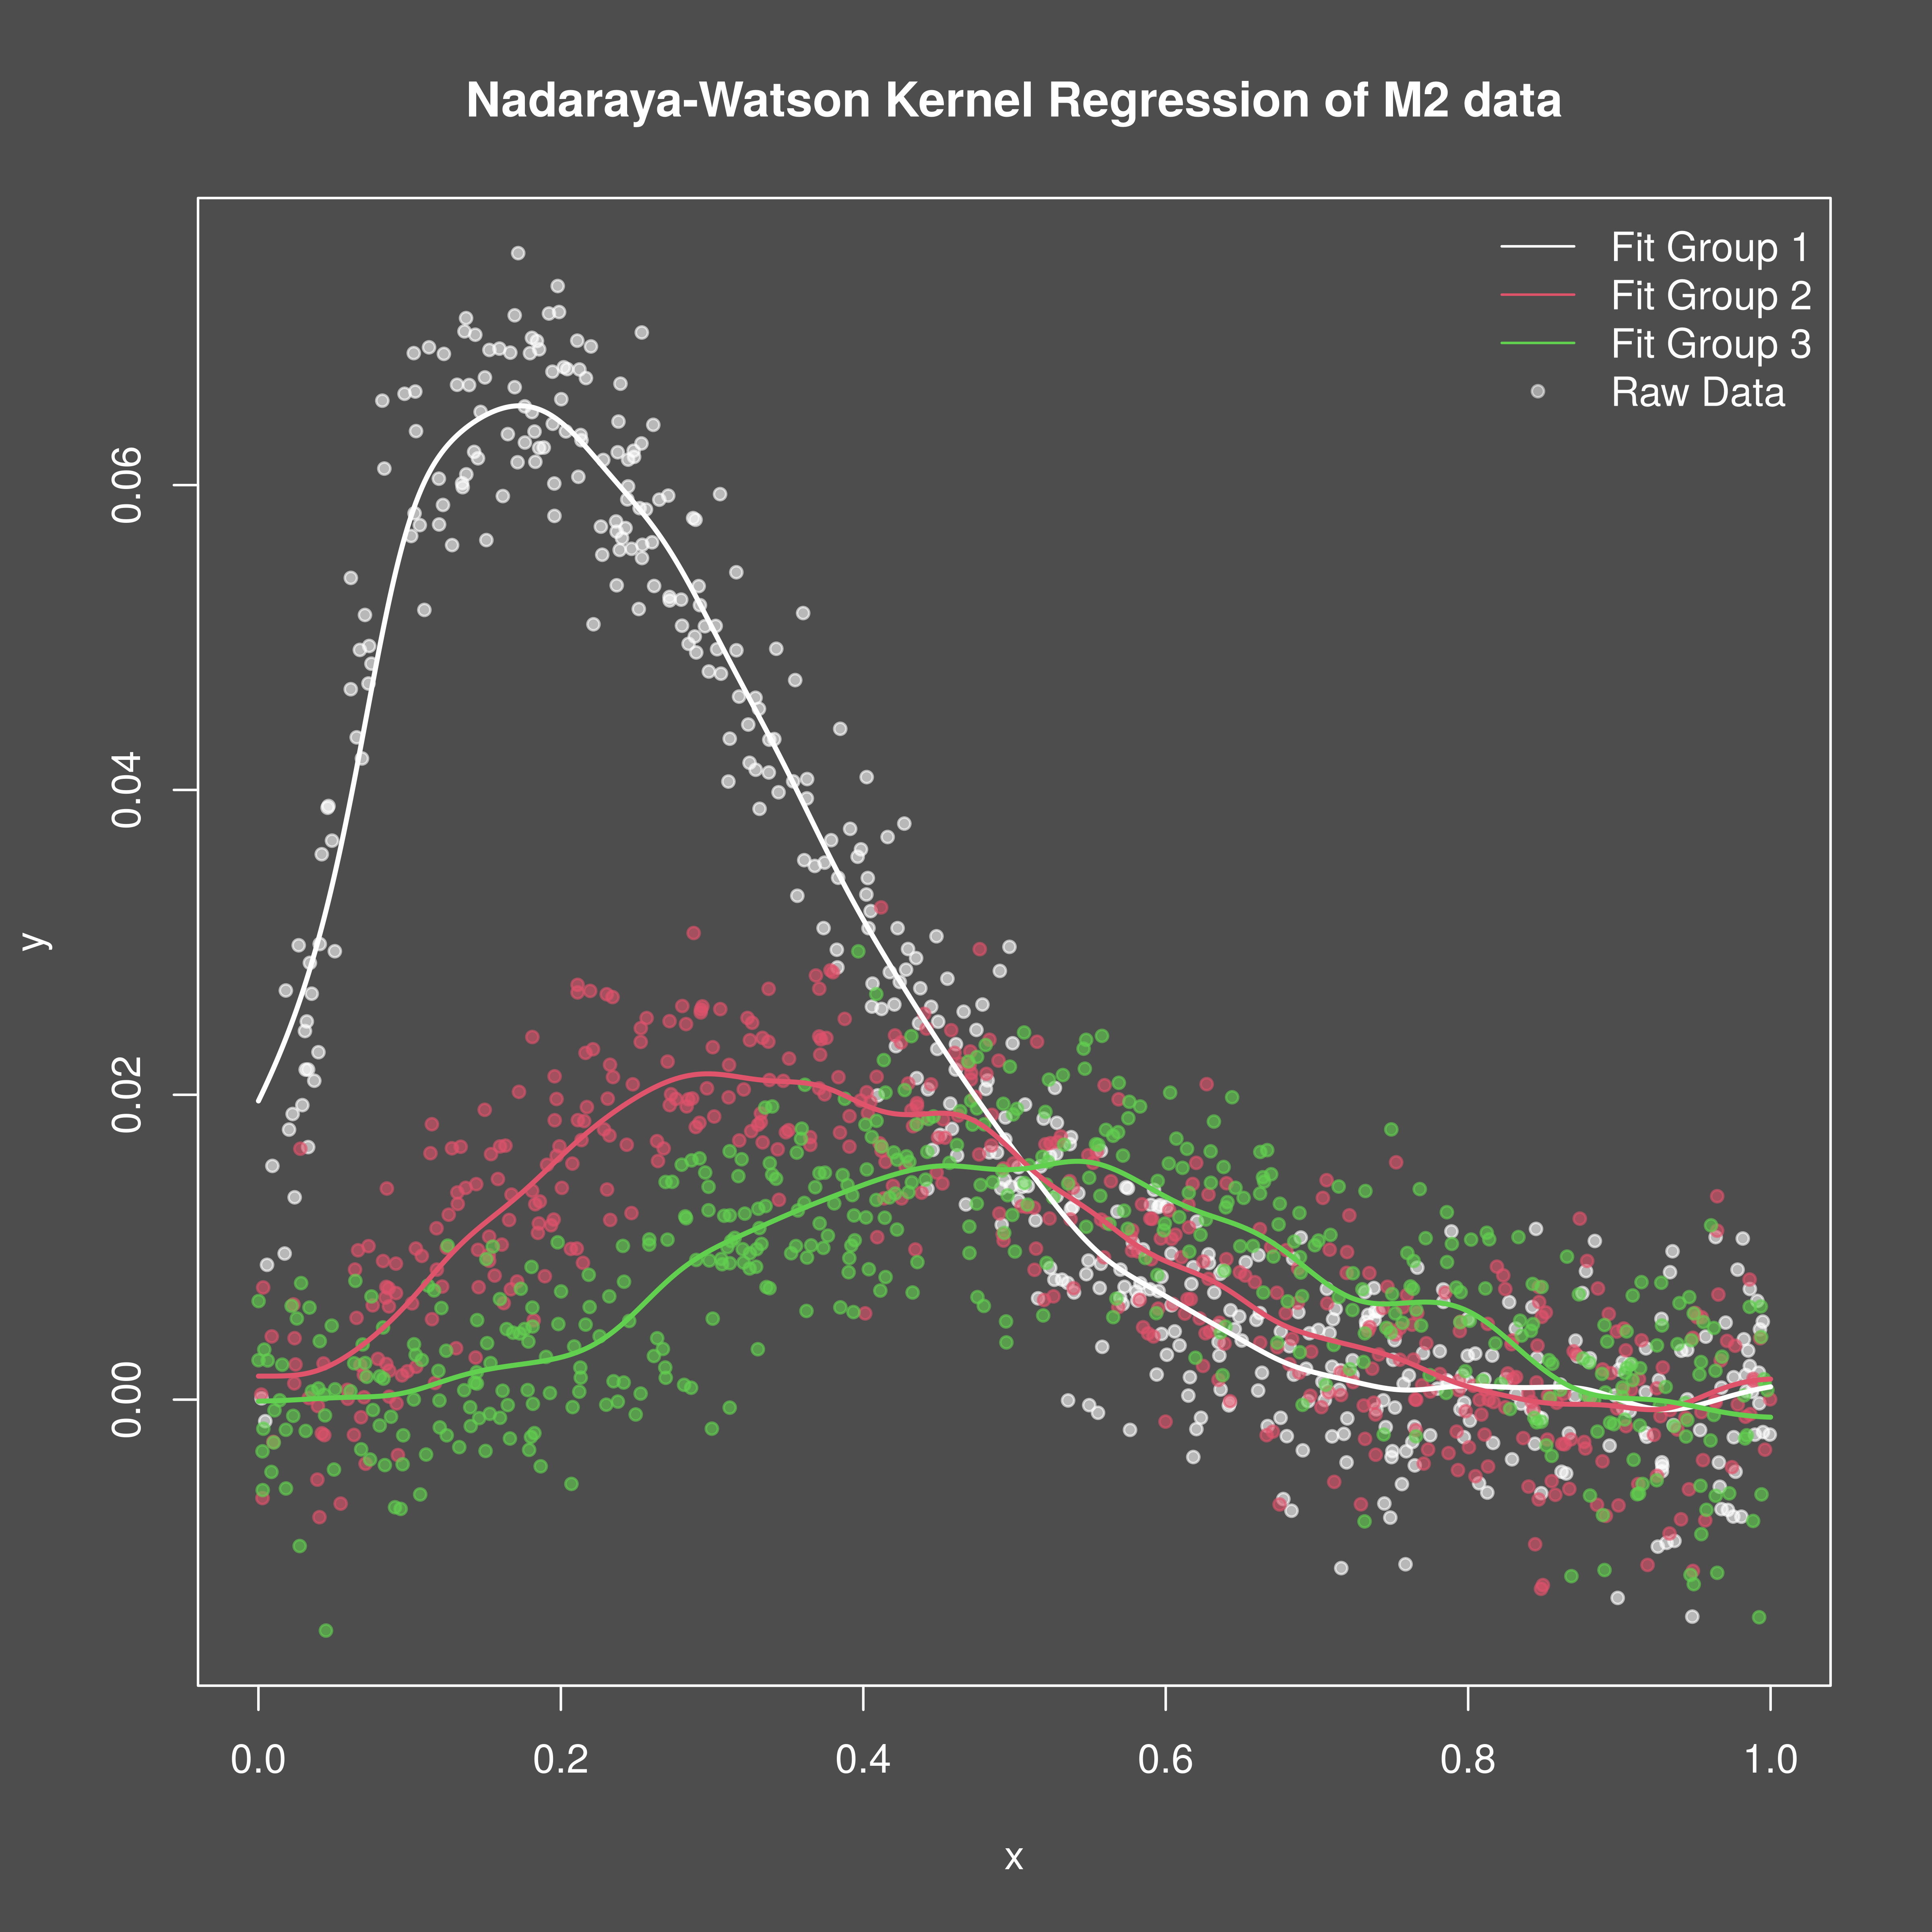 Nadaraya-Watson Kernel Regression of M2 data
Fit Group 1
Fit Group 2
Fit Group 3
Raw Data
y
0.06
0.04
0.02
0.00
0.0 0.2 0.4 0.6 0.8 1.0
x